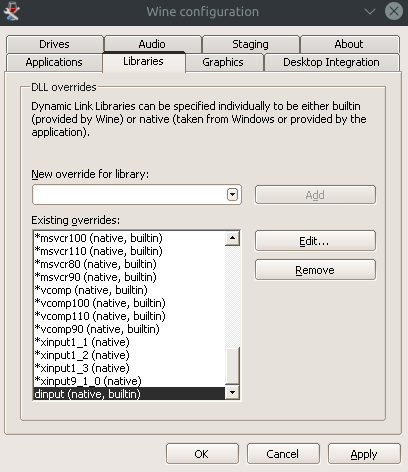 Wine configuration
Drives Audio Staging About
Applications Libraries Graphics Desktop Integration
DLL overrides
Dynamic Link Libraries can be specified individually to be either builtin
(provided by Wine) or native (taken from Windows or provided by the
application).
New override for library:
Add
Existing overrides:
*msvcr100 (native, builtin)
*msvcr110 (native, builtin)
*msvcr80 (native, builtin)
*msvcr90 (native, builtin)
*vcomp (native, builtin)
*vcomp100 (native, builtin)
*vcomp110 (native, builtin)
*vcomp90 (native, builtin)
*xinput1_1 (native)
*xinput1_2 (native)
*xinput1_3 (native)
*xinput9_1_0 (native)
dinput (native, builtin)
Edit...
Remove
OK Cancel Apply